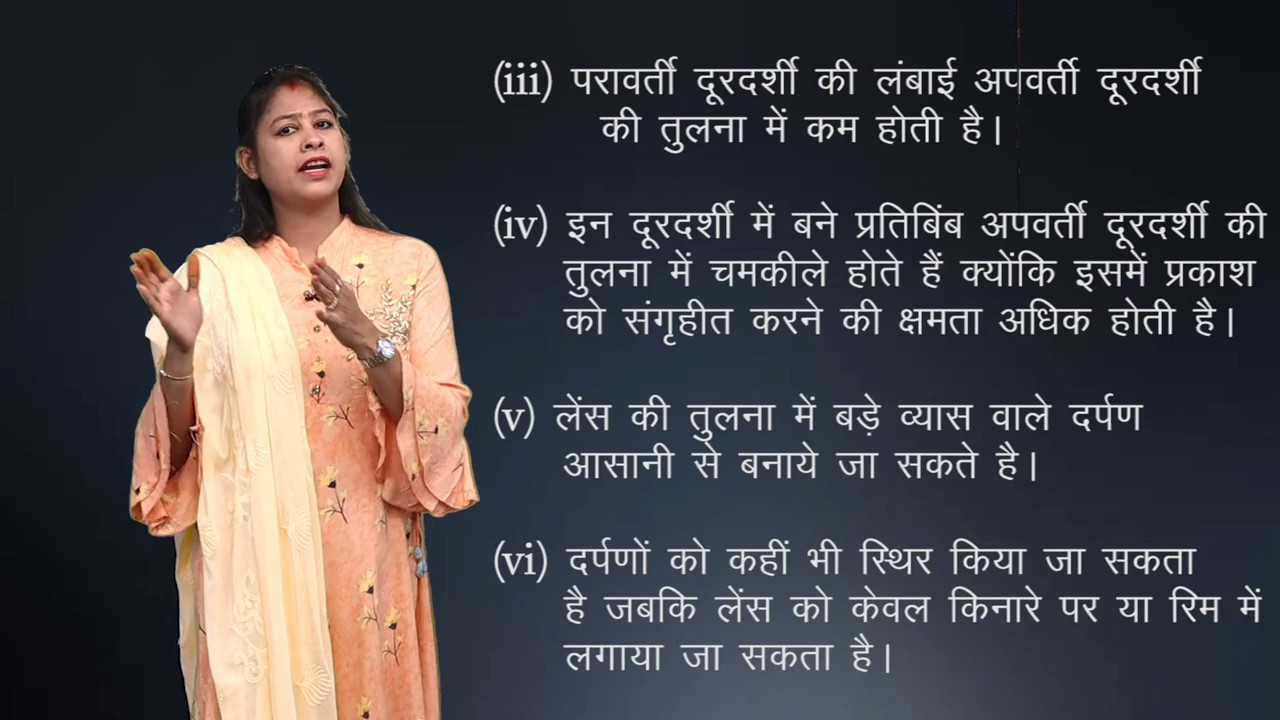 (iii) परावर्ती दूरदर्शी की लंबाई अपवर्ती दूरदर्शी
की तुलना में कम होती है।
(iv) इन दूरदर्शी में बने प्रतिबिंब अपवर्ती दूरदर्शी की
तुलना में चमकीले होते हैं क्योंकि इसमें प्रकाश
को संगृहीत करने की क्षमता अधिक होती है।
(v) लेंस की तुलना में बड़े व्यास वाले दर्पण
आसानी से बनाये जा सकते है।
(vi) दर्पणों को कहीं भी स्थिर किया जा सकता
है जबकि लेंस को केवल किनारे पर या रिम में
लगाया जा सकता है।